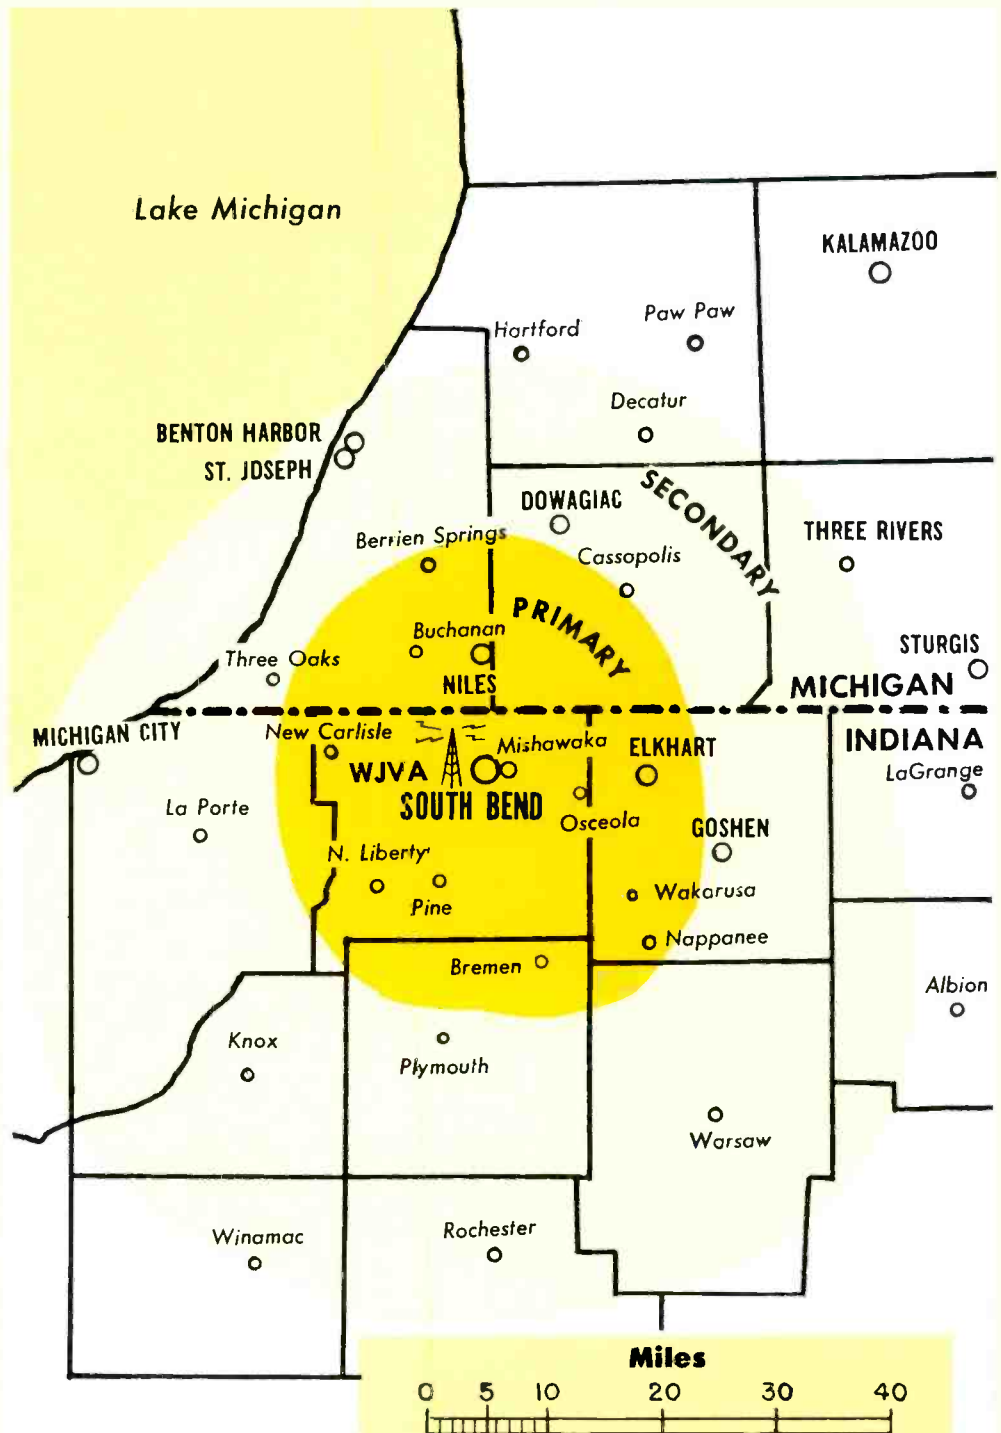 Lake Michigan
KALAMAZOO
Paw Paw
Hartford
Decatur
BENTON HARBOR
ST. JOSEPH
SECONDARY
DOWAGIAC
THREE RIVERS
Berrien Springs
Cassopolis
PRIMARY
Buchanan
STURGIS
Three Oaks
NILES
MICHIGAN
MICHIGAN CITY
New Carlisle
Mishawaka
ELKHART
INDIANA
WJVA
LaGrange
SOUTH BEND
La Porte
Osceola
GOSHEN
N. Liberty
Pine
Wakarusa
Nappanee
Bremen
Albion
Knox
Plymouth
Warsaw
Winamac
Rochester
Miles
0 5 10 20 30 40